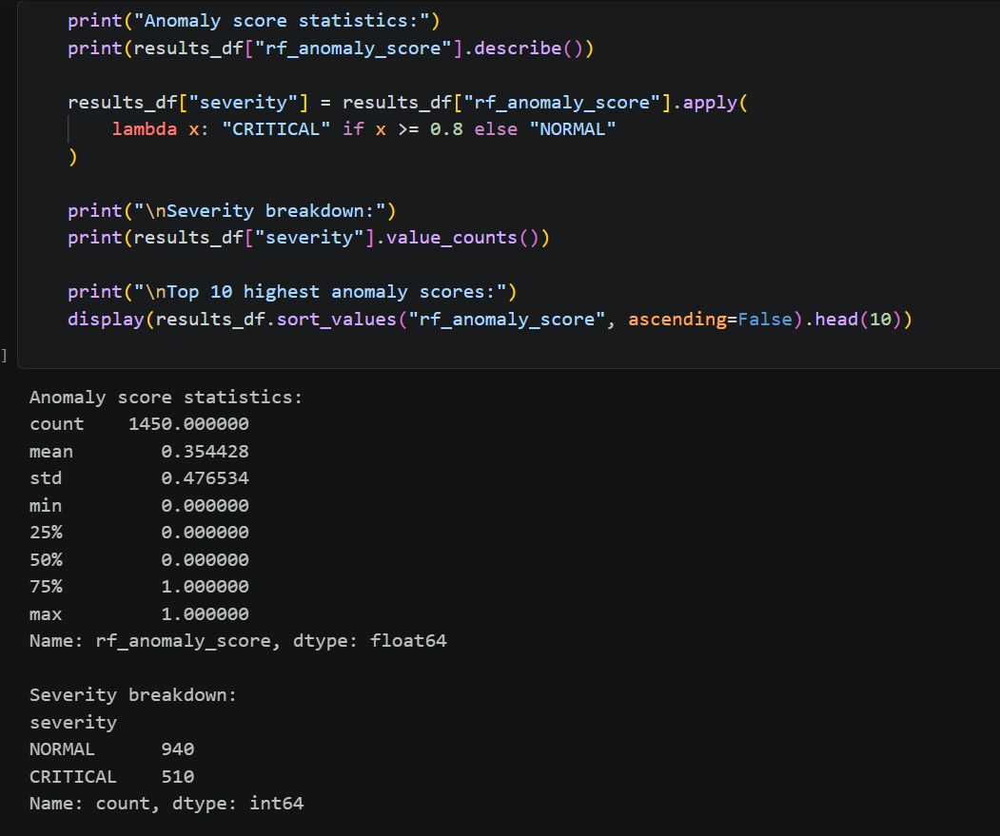 print("Anomaly score statistics:")
print(results_df["rf_anomaly_score"].describe())
results_df["severity"] = results_df["rf_anomaly_score"].apply(
    lambda x: "CRITICAL" if x >= 0.8 else "NORMAL"
)
print("\nSeverity breakdown:")
print(results_df["severity"].value_counts())
print("\nTop 10 highest anomaly scores:")
display(results_df.sort_values("rf_anomaly_score", ascending=False).head(10))
]
Anomaly score statistics:
count    1450.000000
mean        0.354428
std         0.476534
min         0.000000
25%         0.000000
50%         0.000000
75%         1.000000
max         1.000000
Name: rf_anomaly_score, dtype: float64
Severity breakdown:
severity
NORMAL      940
CRITICAL    510
Name: count, dtype: int64